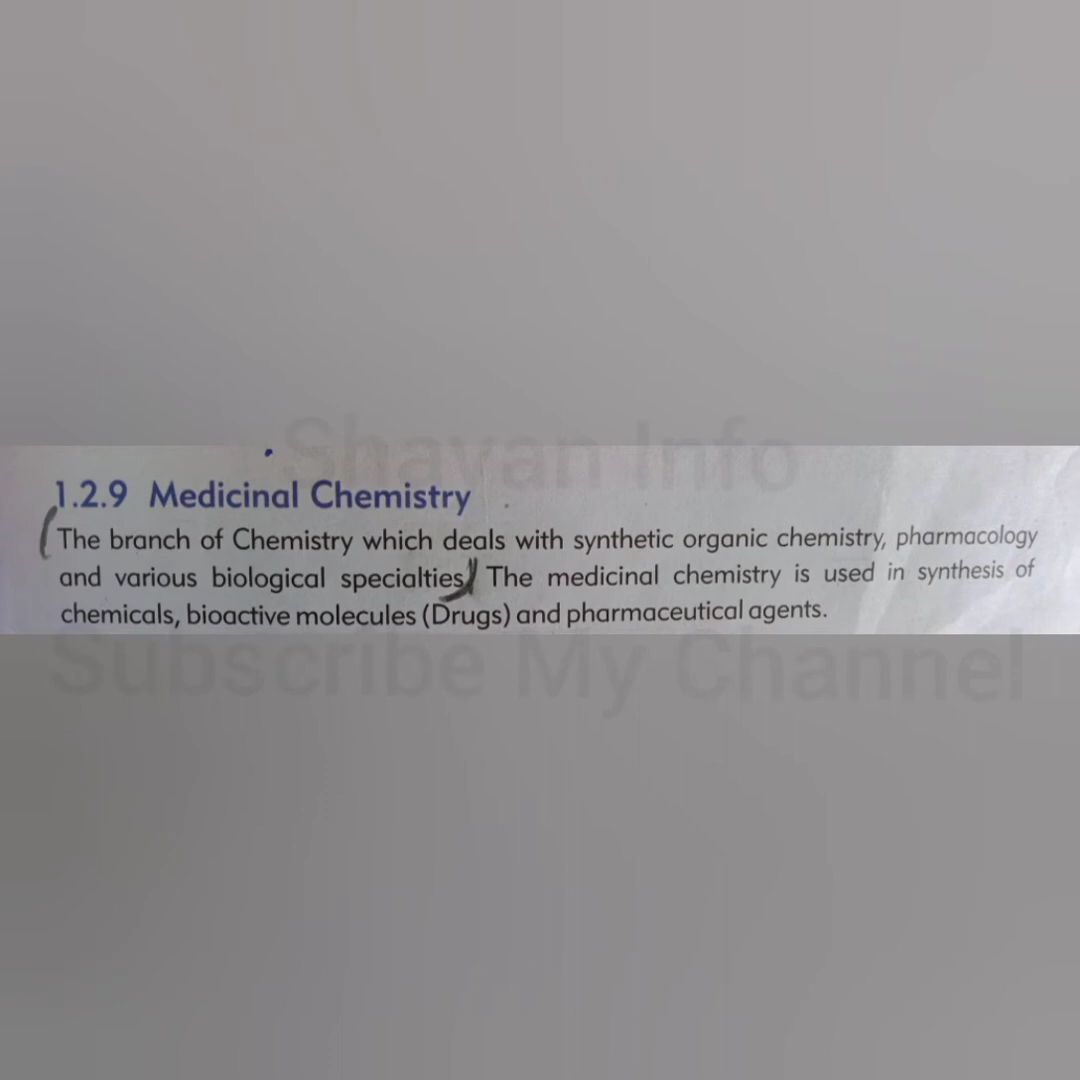 Shayan Info
1.2.9 Medicinal Chemistry
The branch of Chemistry which deals with synthetic organic chemistry, pharmacology
and various biological specialties. The medicinal chemistry is used in synthesis of
chemicals, bioactive molecules (Drugs) and pharmaceutical agents.
Subscribe My Channel